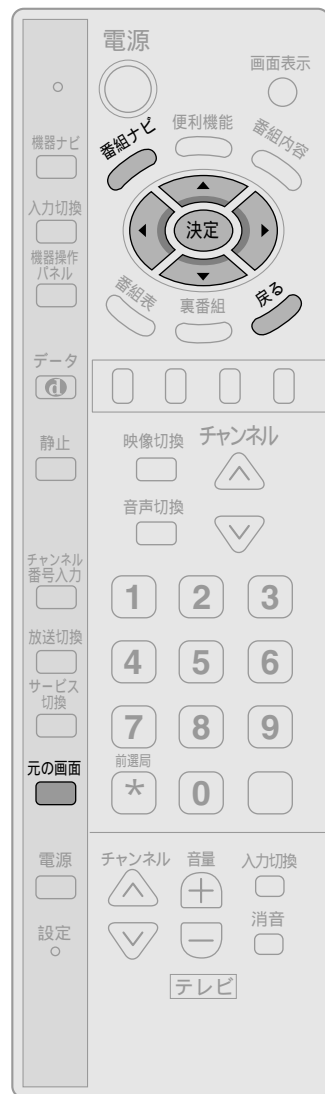 電源
画面表示
機器ナビ
番組ナビ
便利機能
番組内容
入力切換
決定
機器操作
パネル
番組表
裏番組
戻る
データ
d
静止
映像切換
チャンネル
音声切換
チャンネル
番号入力
1 2 3
放送切換
4 5 6
サービス
切換
7 8 9
元の画面
前選局
* 0
電源
チャンネル
音量
入力切換
+
設定
消音
−
テレビ